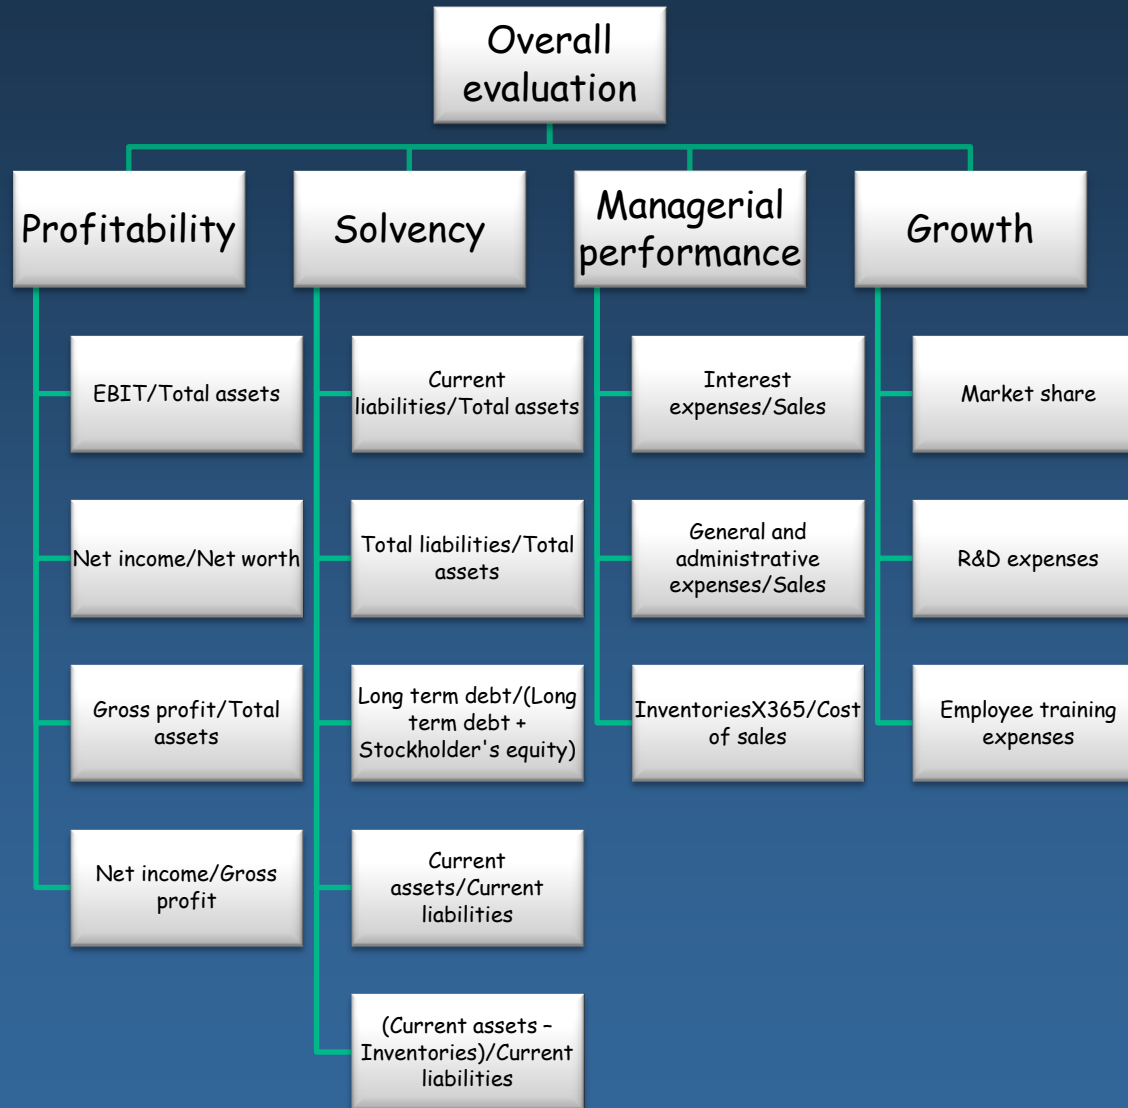 Overall
evaluation
Profitability
Solvency
Managerial
performance
Growth
EBIT/Total assets
Net income/Net worth
Gross profit/Total
assets
Net income/Gross
profit
Current
liabilities/Total assets
Total liabilities/Total
assets
Long term debt/(Long
term debt +
Stockholder's equity)
Current
assets/Current
liabilities
(Current assets –
Inventories)/Current
liabilities
Interest
expenses/Sales
General and
administrative
expenses/Sales
InventoriesX365/Cost
of sales
Market share
R&D expenses
Employee training
expenses